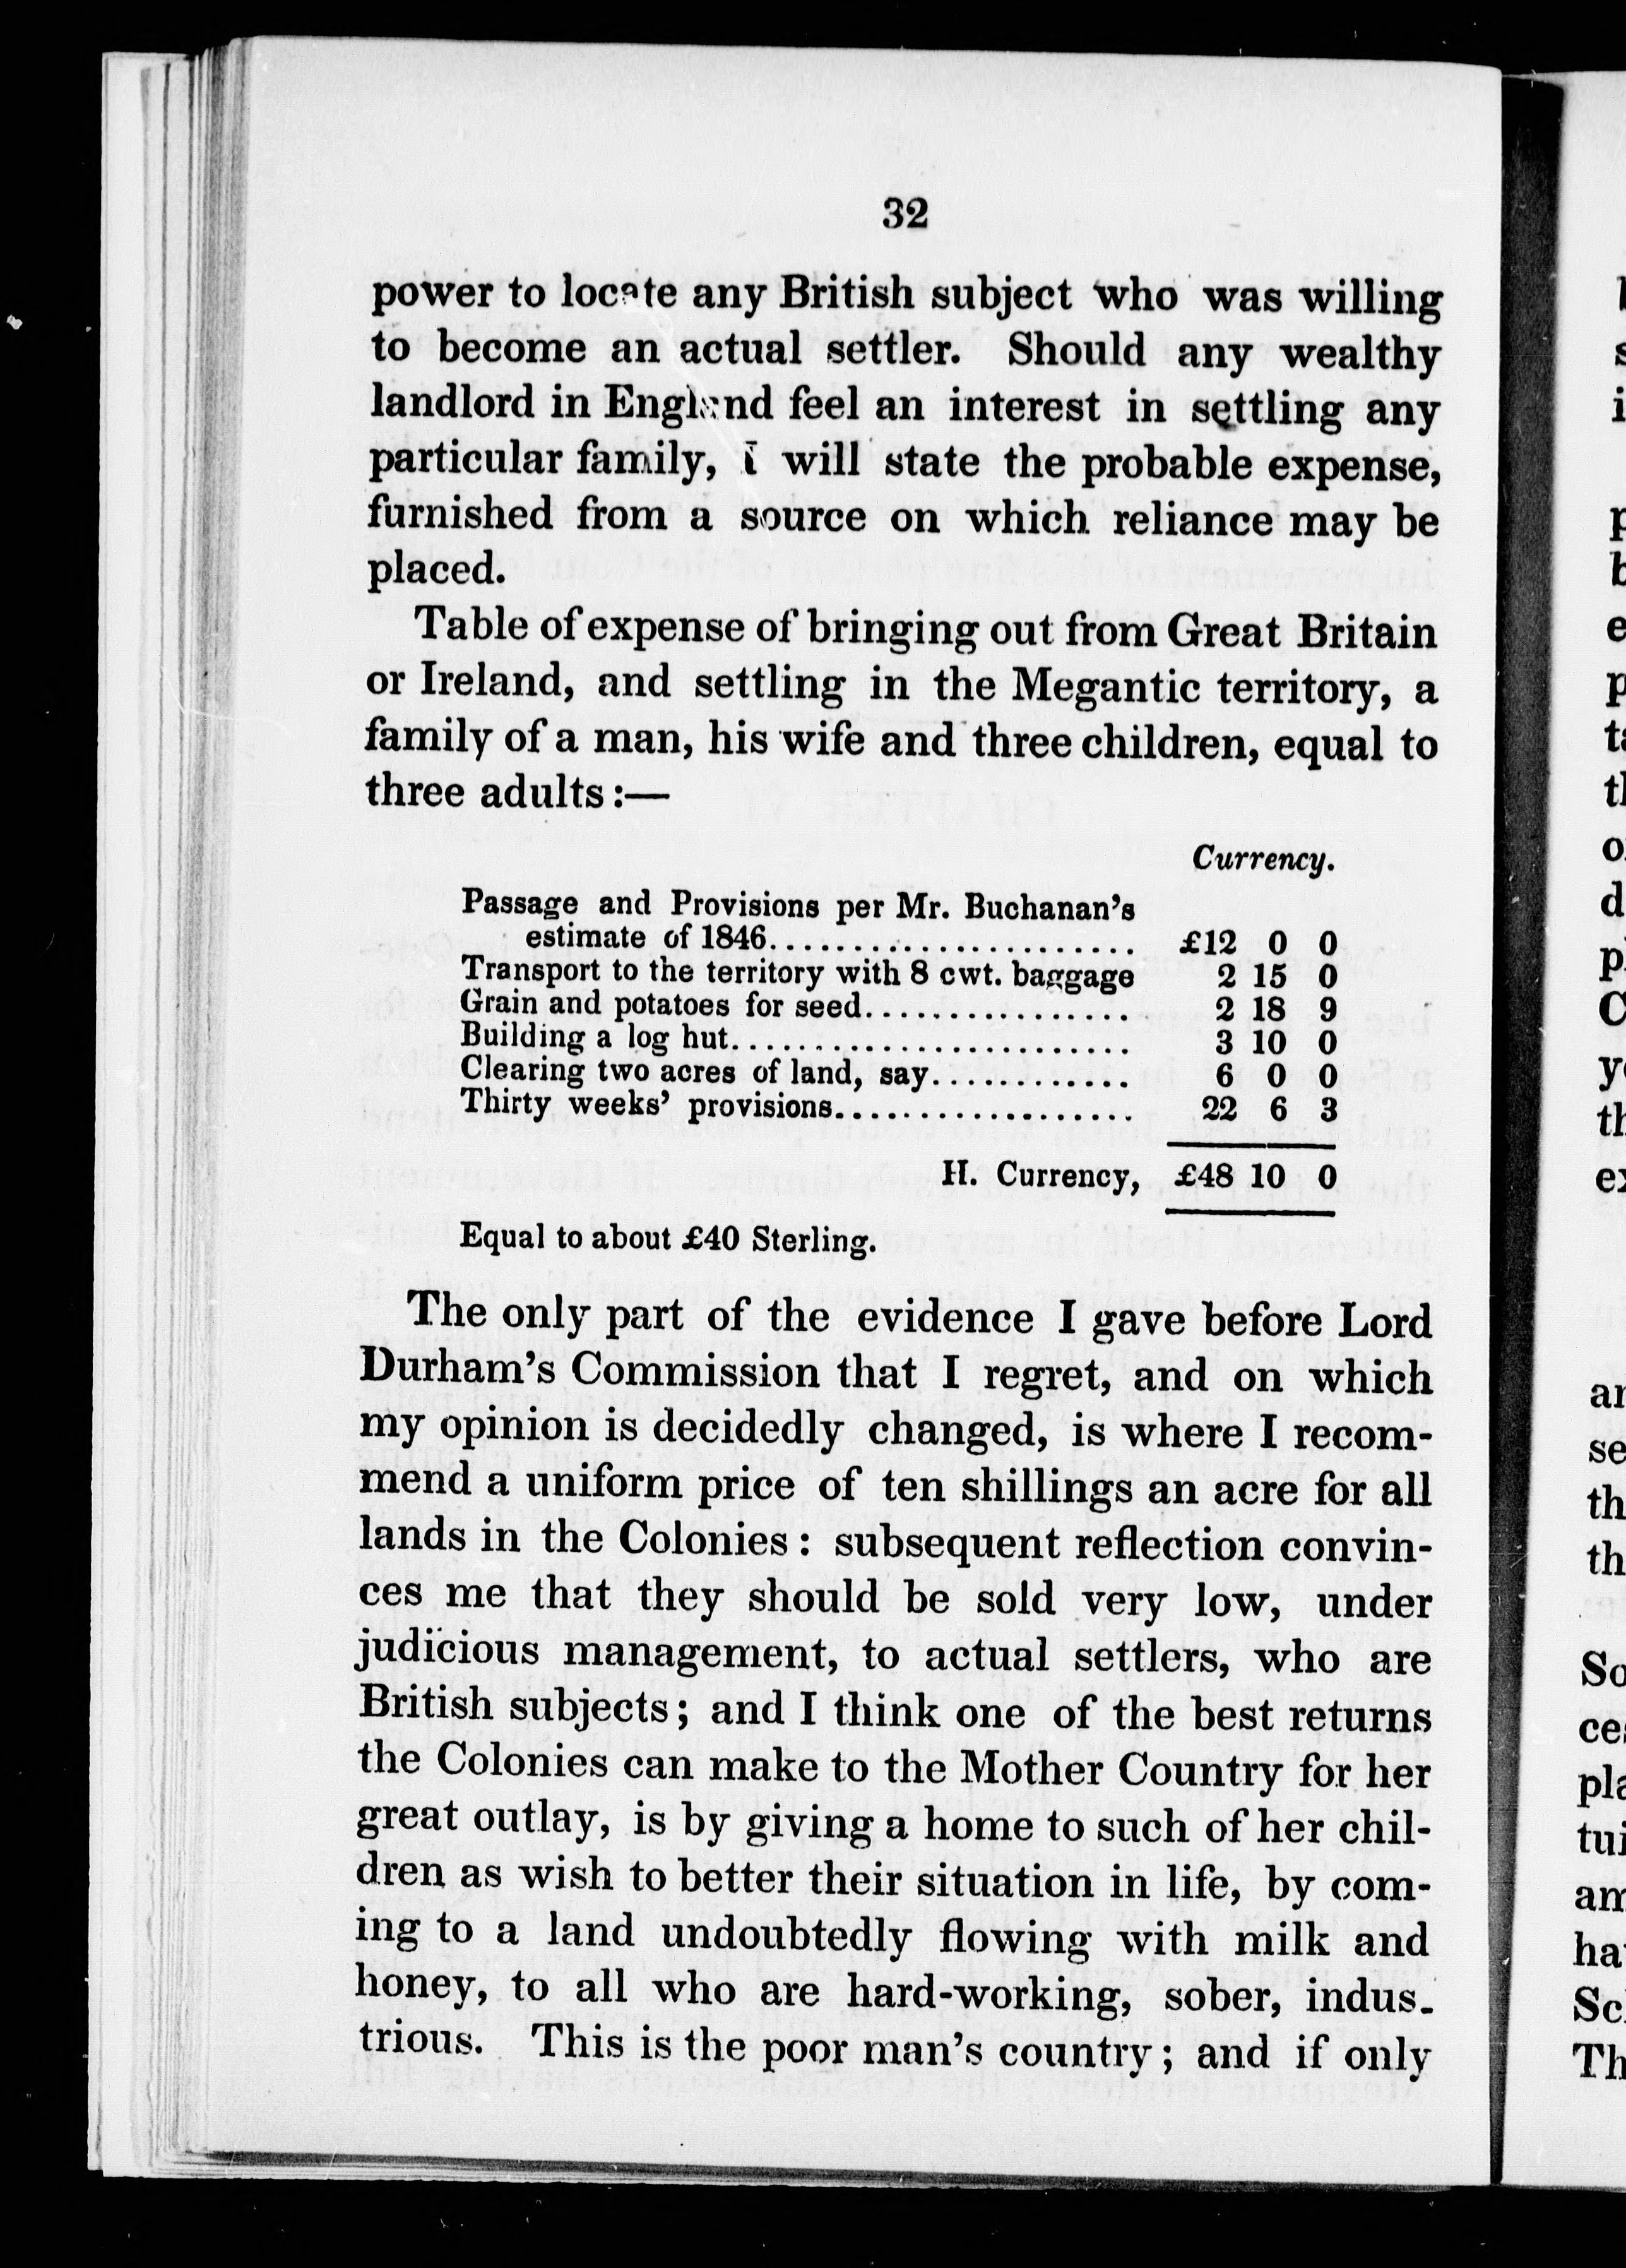 32
power to locate any British subject who was willing
to become an actual settler. Should any wealthy
landlord in England feel an interest in settling any
particular family, I will state the probable expense,
furnished from a source on which reliance may be
placed.
Table of expense of bringing out from Great Britain
or Ireland, and settling in the Megantic territory, a
family of a man, his wife and three children, equal to
three adults:—
Currency.
Passage and Provisions per Mr. Buchanan's
estimate of 1846...................... £12 0 0
Transport to the territory with 8 cwt. baggage 2 15 0
Grain and potatoes for seed................ 2 18 9
Building a log hut........................ 3 10 0
Clearing two acres of land, say............ 6 0 0
Thirty weeks' provisions.................. 22 6 3
H. Currency, £48 10 0
Equal to about £40 Sterling.
The only part of the evidence I gave before Lord
Durham's Commission that I regret, and on which
my opinion is decidedly changed, is where I recom-
mend a uniform price of ten shillings an acre for all
lands in the Colonies: subsequent reflection convin-
ces me that they should be sold very low, under
judicious management, to actual settlers, who are
British subjects; and I think one of the best returns
the Colonies can make to the Mother Country for her
great outlay, is by giving a home to such of her chil-
dren as wish to better their situation in life, by com-
ing to a land undoubtedly flowing with milk and
honey, to all who are hard-working, sober, indus-
trious. This is the poor man's country; and if only